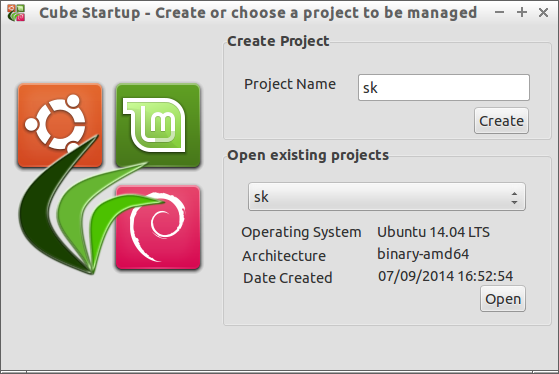 Cube Startup - Create or choose a project to be managed
Create Project
Project Name sk
Create
Open existing projects
sk
Operating System Ubuntu 14.04 LTS
Architecture binary-amd64
Date Created 07/09/2014 16:52:54
Open